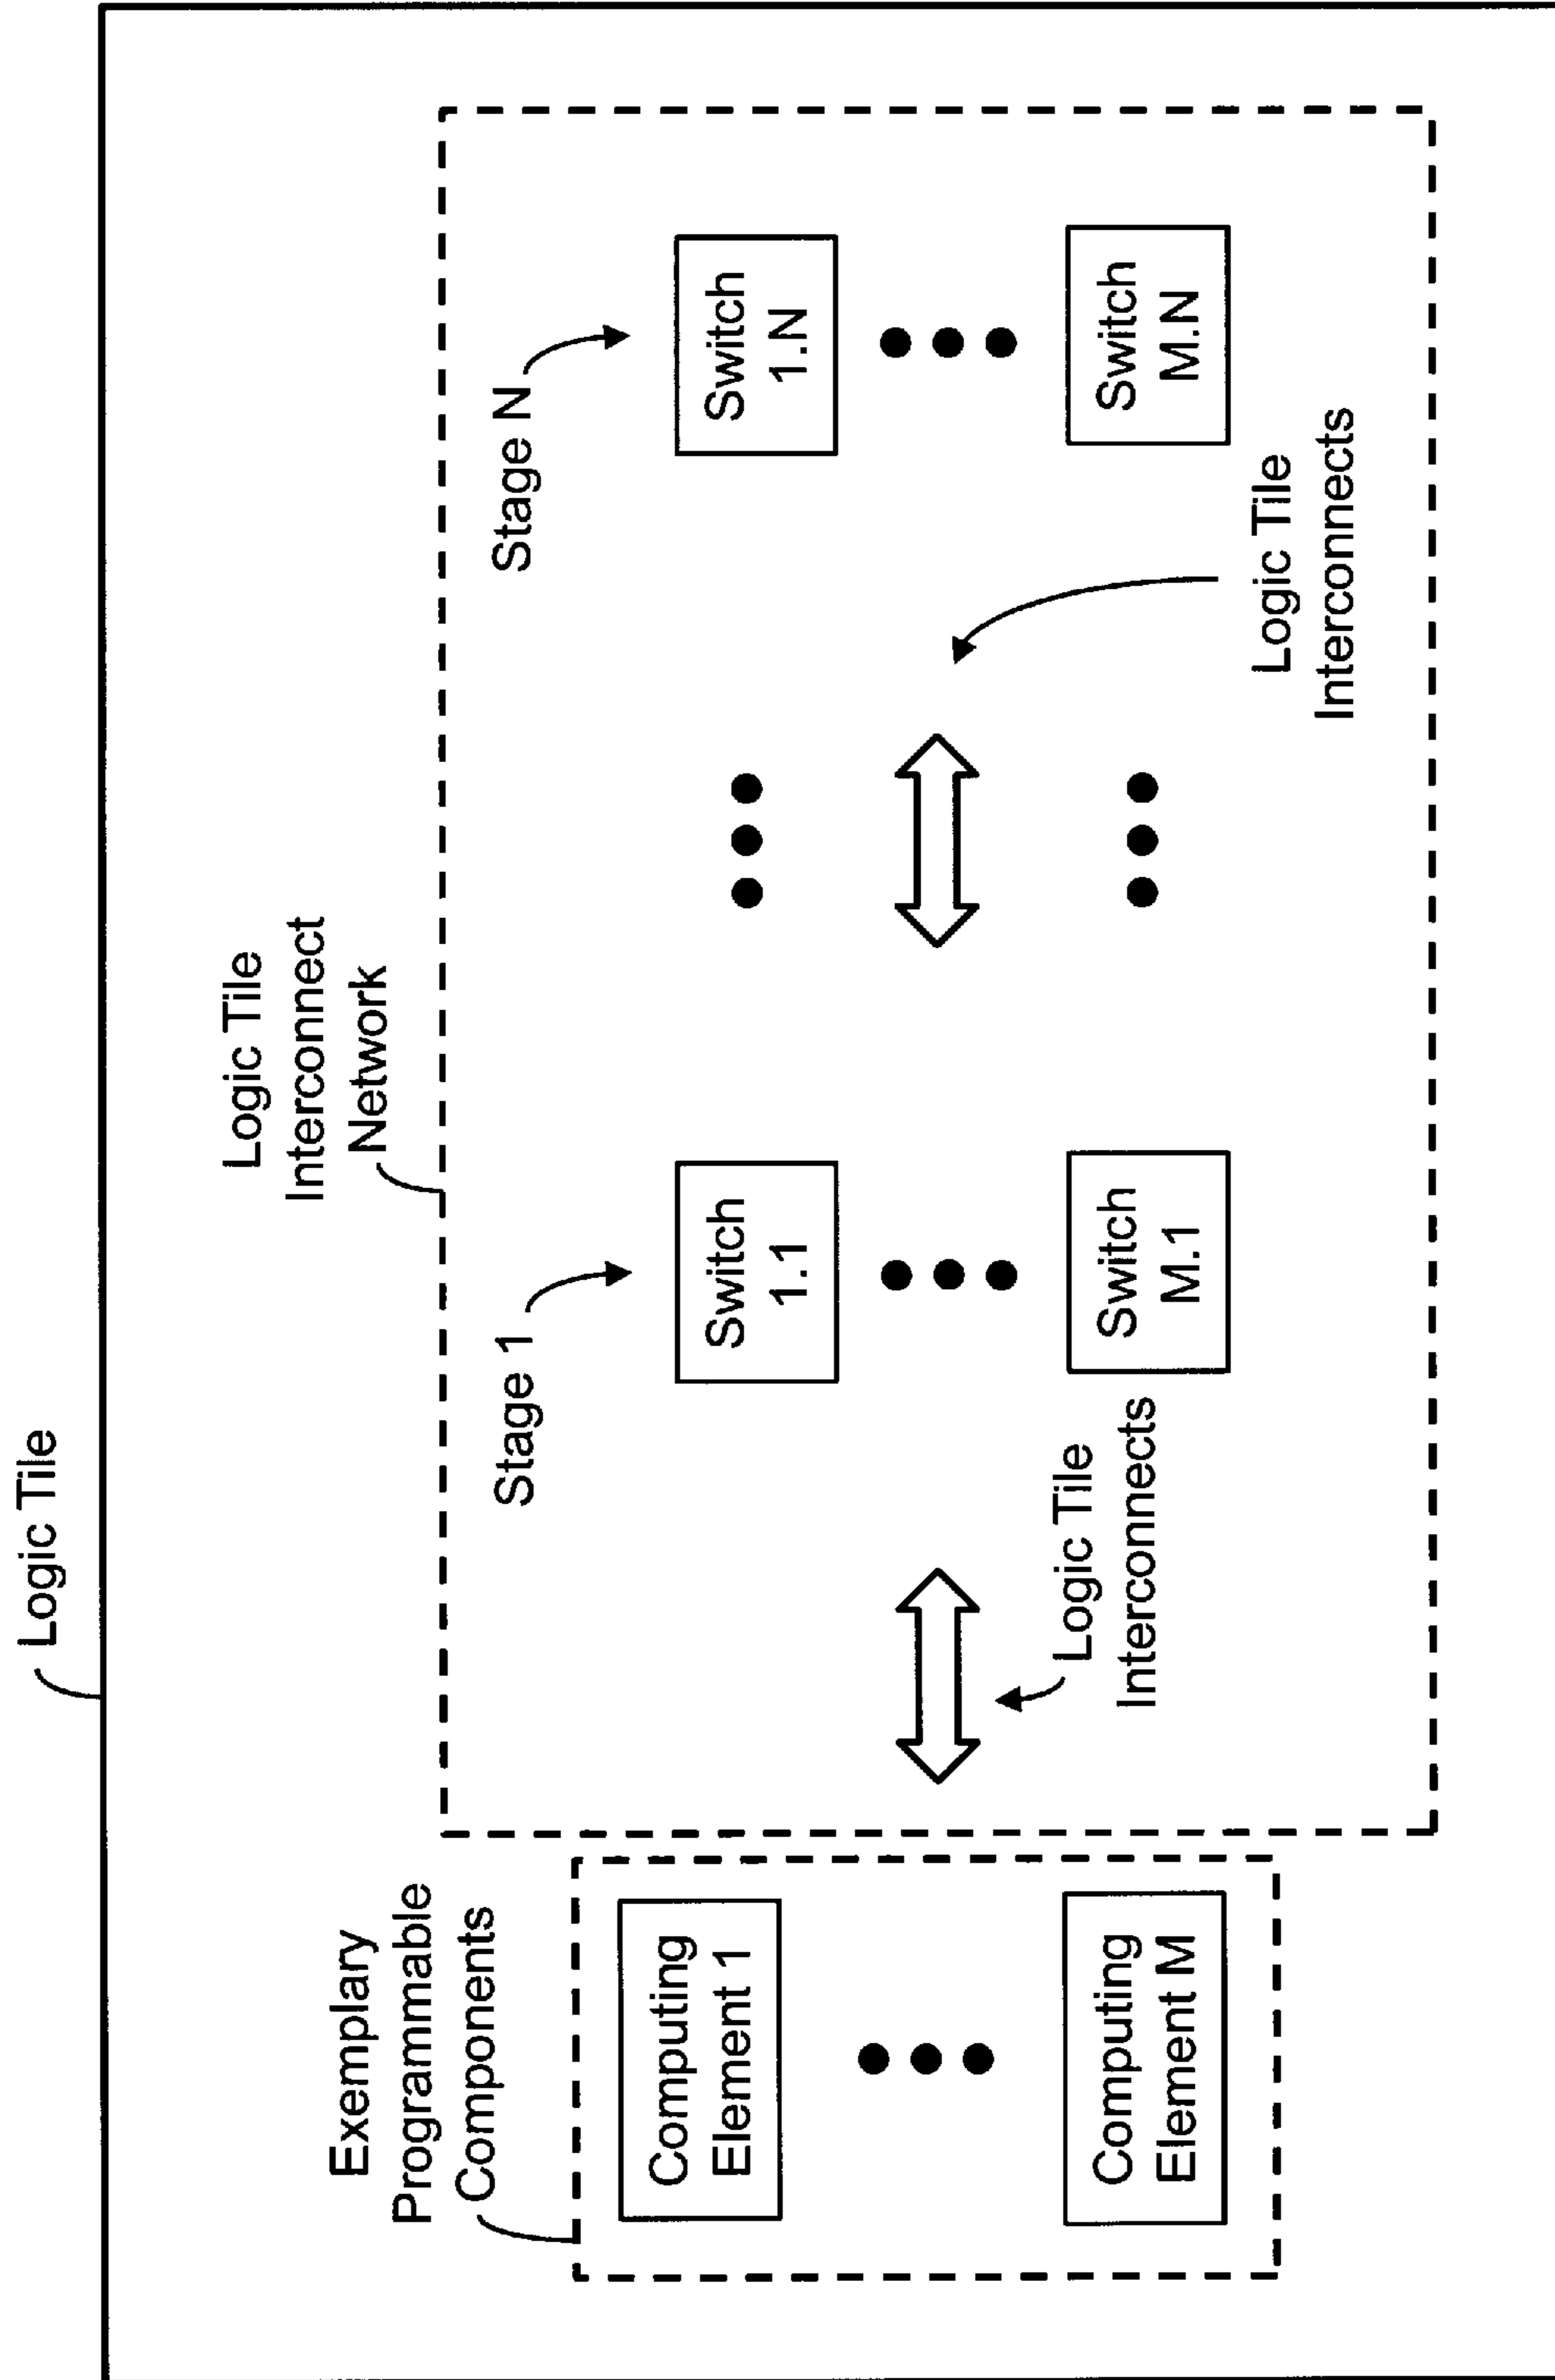 Logic Tile
Logic Tile
Interconnect
Network
Exemplary
Programmable
Components
Stage 1
Stage N
Computing
Element 1
Switch
1.1
Switch
1.N
Computing
Element M
Switch
M.1
Switch
M.N
Logic Tile
Interconnects
Logic Tile
Interconnects